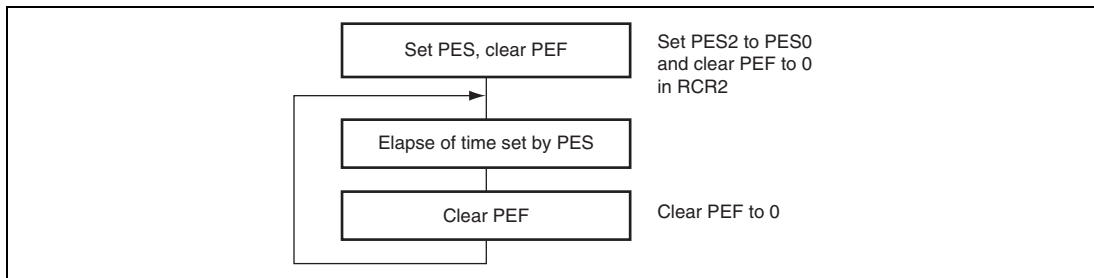 Set PES, clear PEF
Set PES2 to PES0
and clear PEF to 0
in RCR2
Elapse of time set by PES
Clear PEF
Clear PEF to 0